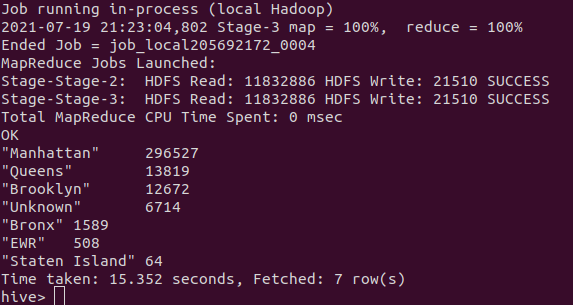 Job running in-process (local Hadoop)
2021-07-19 21:23:04,802 Stage-3 map = 100%,  reduce = 100%
Ended Job = job_local205692172_0004
MapReduce Jobs Launched:
Stage-Stage-2:  HDFS Read: 11832886 HDFS Write: 21510 SUCCESS
Stage-Stage-3:  HDFS Read: 11832886 HDFS Write: 21510 SUCCESS
Total MapReduce CPU Time Spent: 0 msec
OK
"Manhattan"     296527
"Queens"        13819
"Brooklyn"      12672
"Unknown"       6714
"Bronx" 1589
"EWR"   508
"Staten Island" 64
Time taken: 15.352 seconds, Fetched: 7 row(s)
hive>